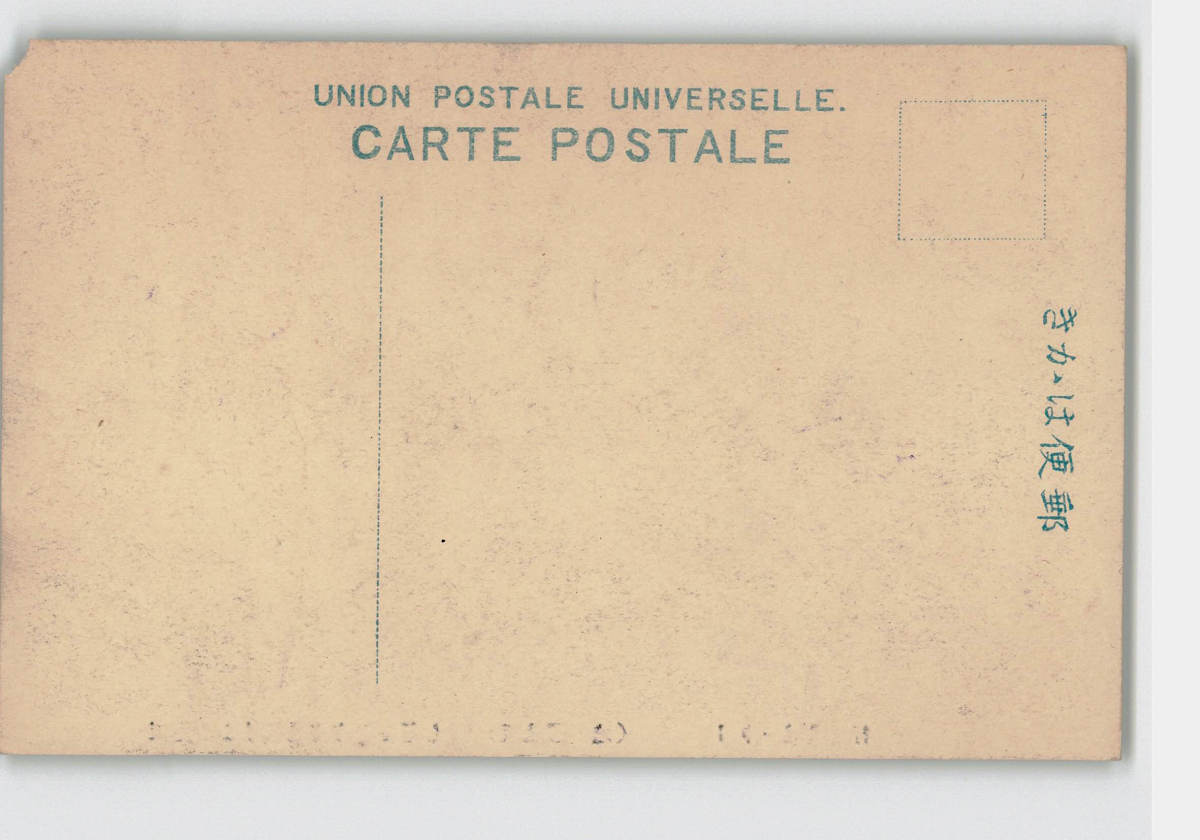 UNION POSTALE UNIVERSELLE.
CARTE POSTALE
郵便はがき